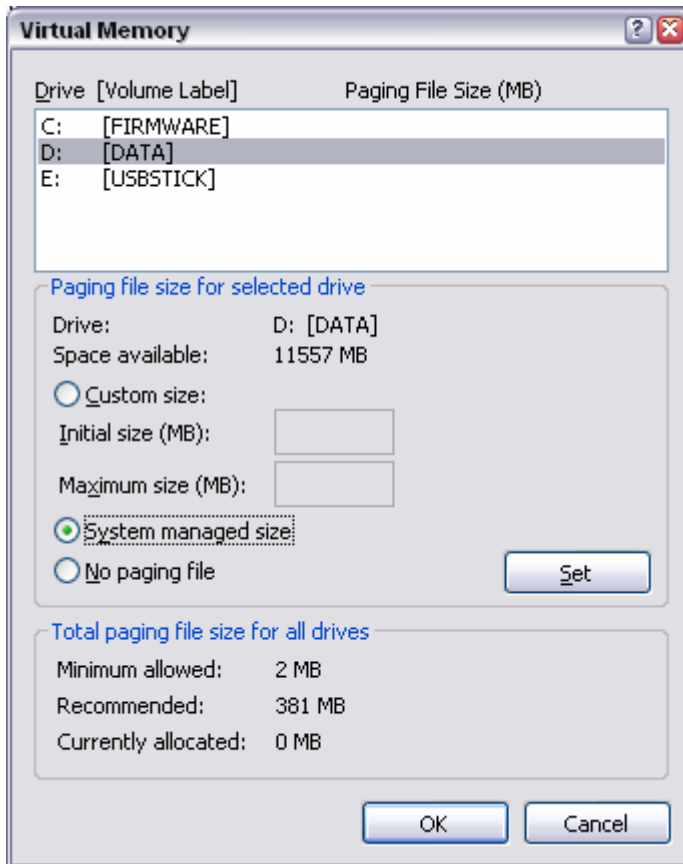 Virtual Memory
Drive [Volume Label] Paging File Size (MB)
C: [FIRMWARE]
D: [DATA]
E: [USBSTICK]
Paging file size for selected drive
Drive: D: [DATA]
Space available: 11557 MB
Custom size:
Initial size (MB):
Maximum size (MB):
System managed size
No paging file
Set
Total paging file size for all drives
Minimum allowed: 2 MB
Recommended: 381 MB
Currently allocated: 0 MB
OK Cancel